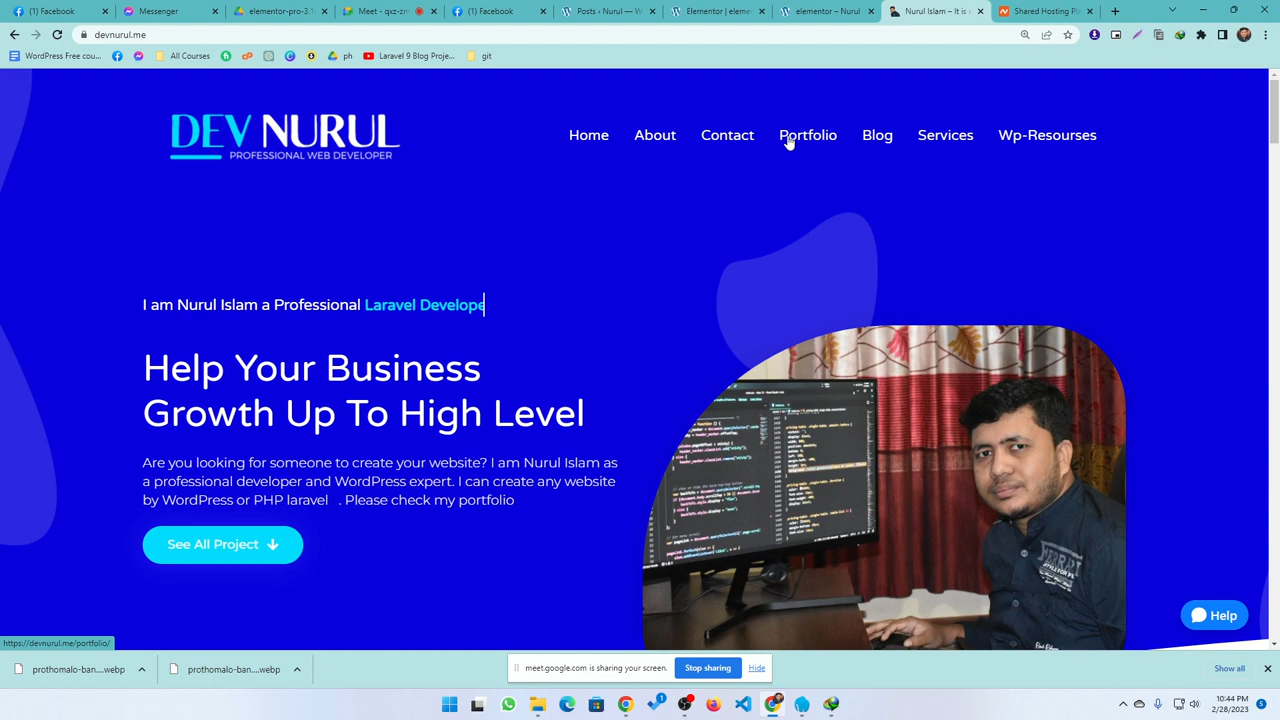 (1) Facebook
Messenger
elementor-pro-3.1
Meet - qxz-zm
(1) Facebook
Posts ‹ Nurul — W
Elementor | eleme
elementor – Nurul
Nurul Islam – It is
Shared Hosting Pla
devnurul.me
WordPress Free cou...
All Courses
ph
Laravel 9 Blog Proje...
git
DEV NURUL
PROFESSIONAL WEB DEVELOPER
Home
About
Contact
Portfolio
Blog
Services
Wp-Resourses
I am Nurul Islam a Professional Laravel Develope
Help Your Business
Growth Up To High Level
Are you looking for someone to create your website? I am Nurul Islam as
a professional developer and WordPress expert. I can create any website
by WordPress or PHP laravel . Please check my portfolio
See All Project
Help
https://devnurul.me/portfolio/
prothomalo-ban....webp
prothomalo-ban....webp
meet.google.com is sharing your screen.
Stop sharing
Hide
Show all
1
10:44 PM
2/28/2023
5